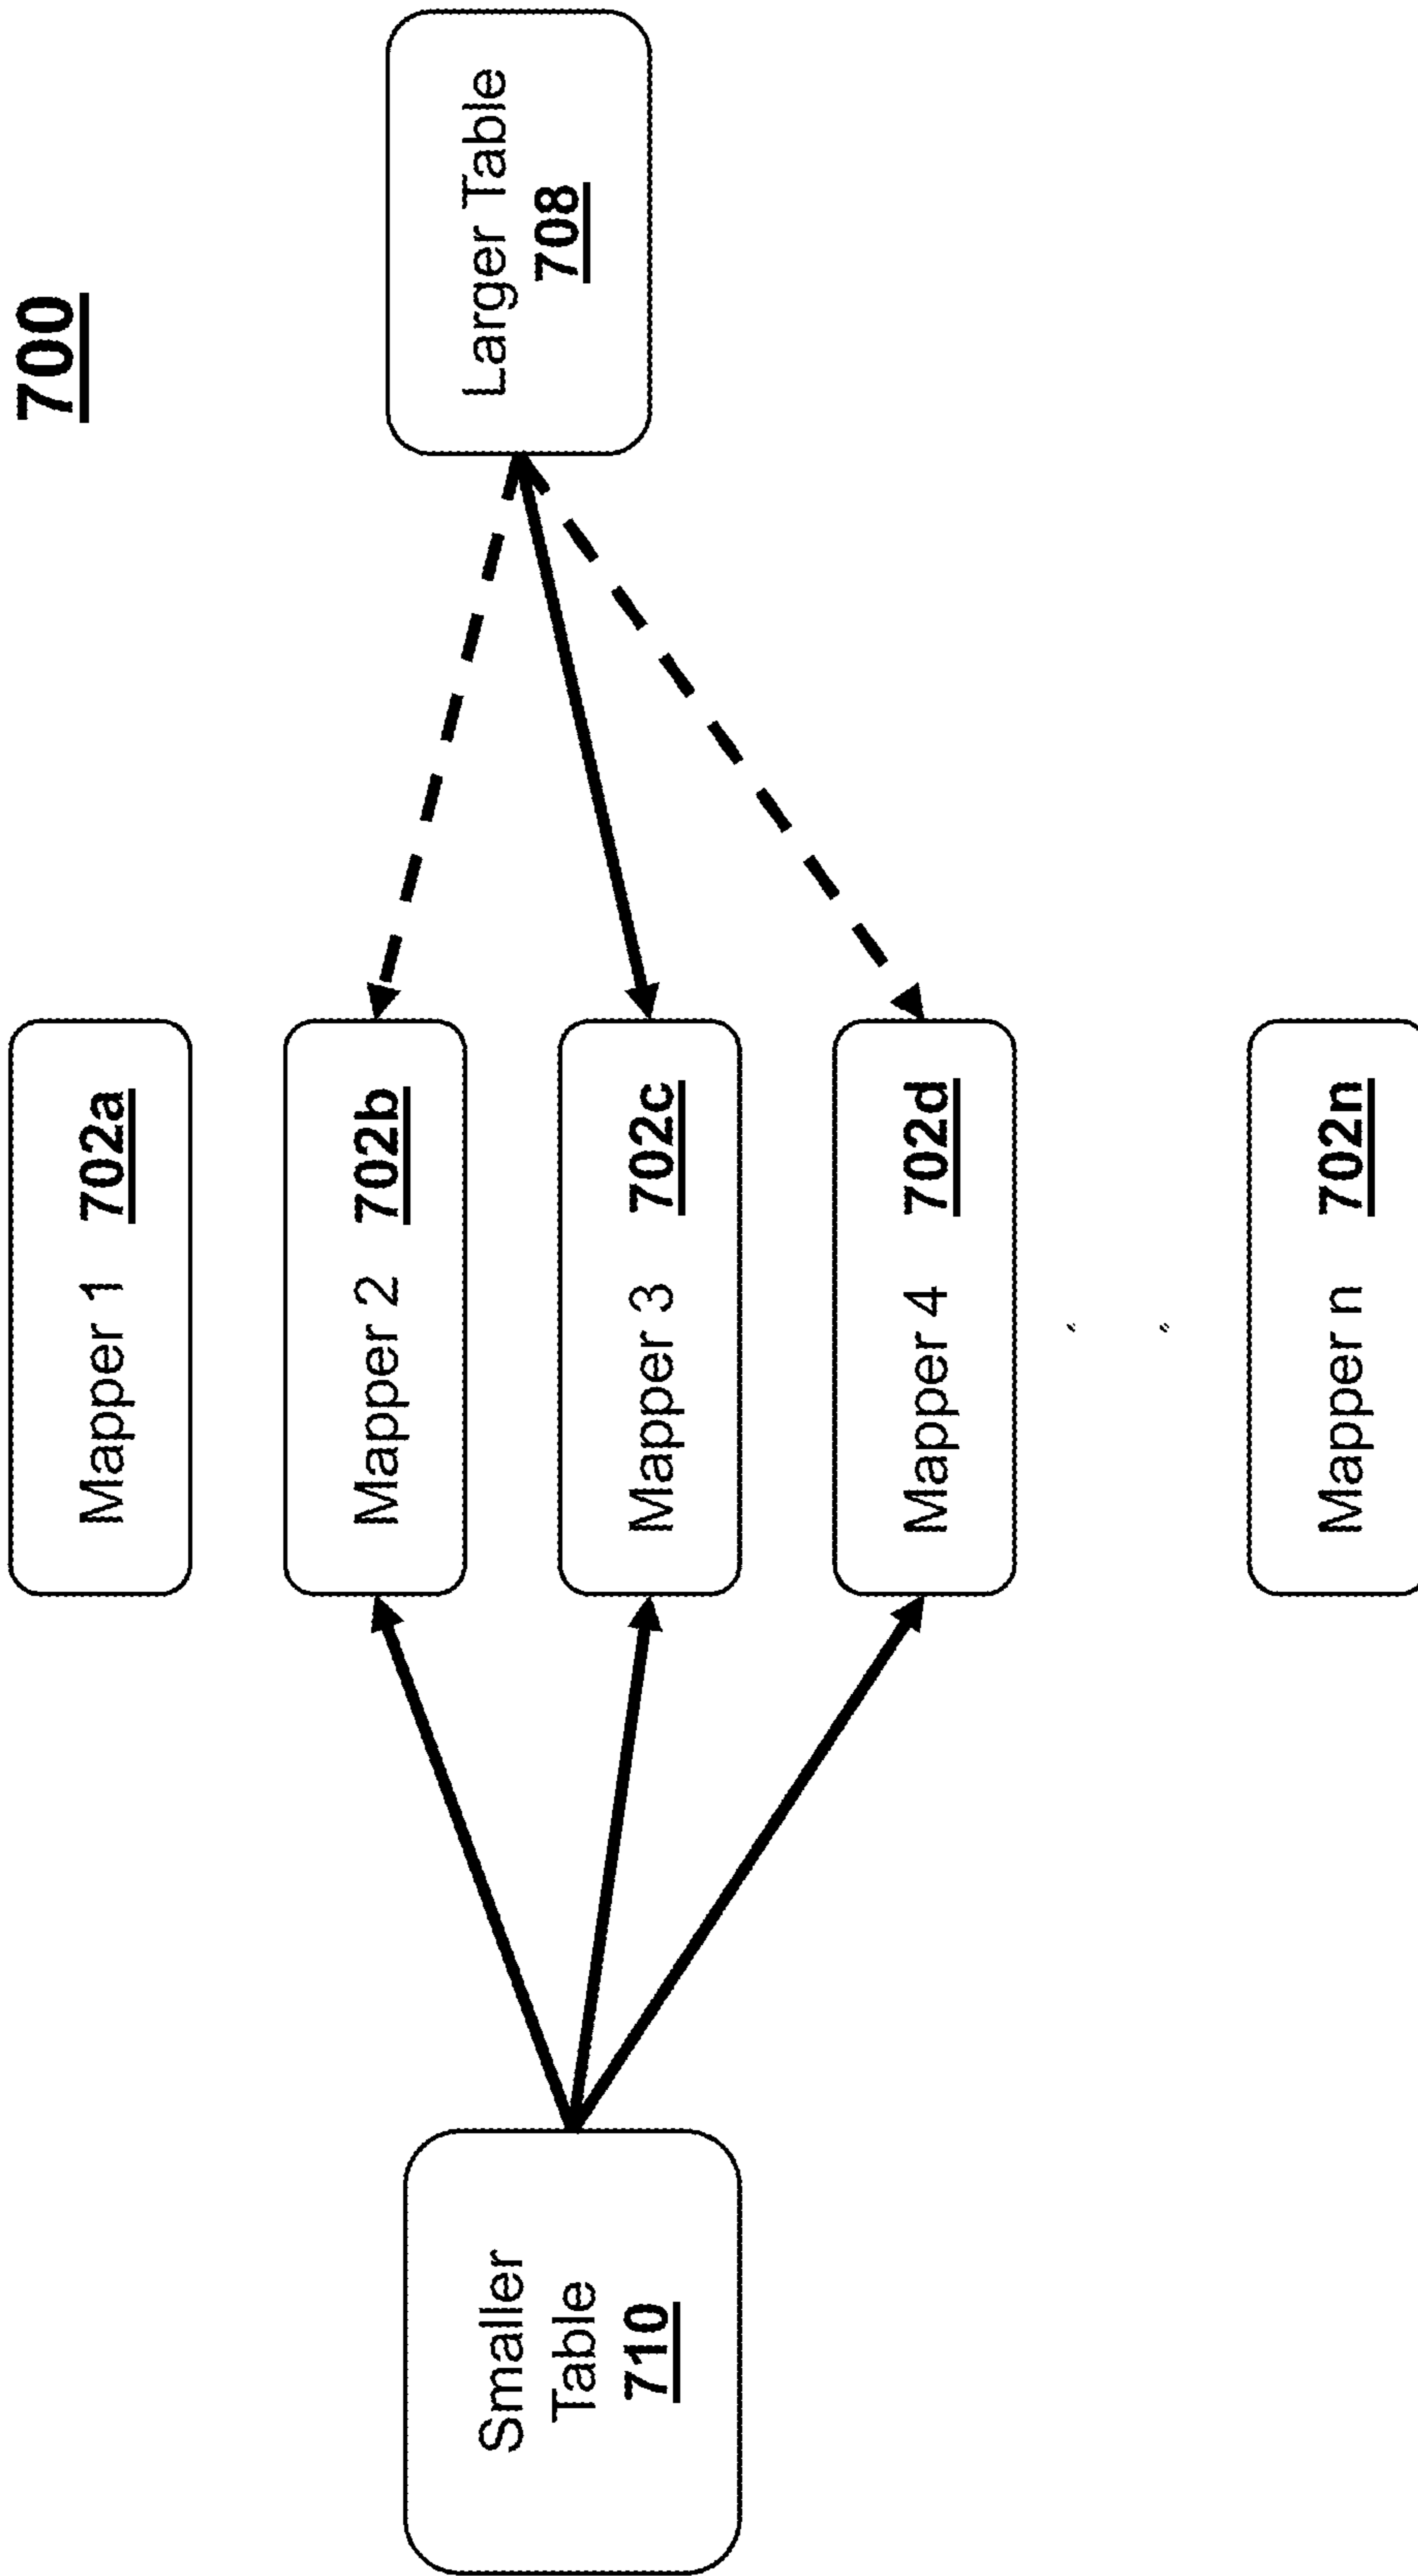 700
Smaller
Table
710
Mapper 1 702a
Mapper 2 702b
Mapper 3 702c
Mapper 4 702d
Mapper n 702n
Larger Table
708